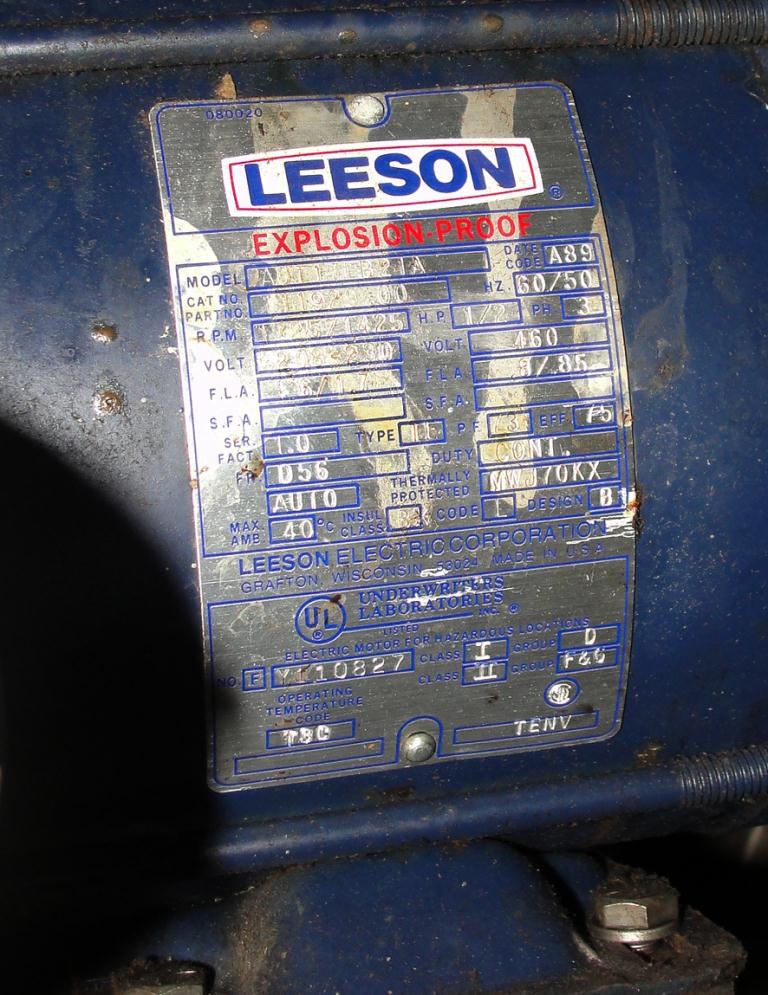 080020
LEESON ®
EXPLOSION-PROOF
MODEL DATE CODE A89
CAT NO. PART NO. HZ. 60/50
R.P.M. H.P. 1/2 PH 3
VOLT VOLT 460
F.L.A. F.L.A.
S.F.A. S.F.A.
SER. FACT. 1.0 TYPE P.F. EFF. 75
FR D56 DUTY CONT.
AUTO THERMALLY PROTECTED MWJ70KX
MAX. AMB. 40 °C INSUL CLASS CODE L DESIGN B
LEESON ELECTRIC CORPORATION
GRAFTON, WISCONSIN 53024 MADE IN U.S.A.
UL ® UNDERWRITERS LABORATORIES INC. ®
LISTED
ELECTRIC MOTOR FOR HAZARDOUS LOCATIONS
NO. F CLASS I GROUP D
CLASS II GROUP F&G
OPERATING
TEMPERATURE
CODE
T3C TENV